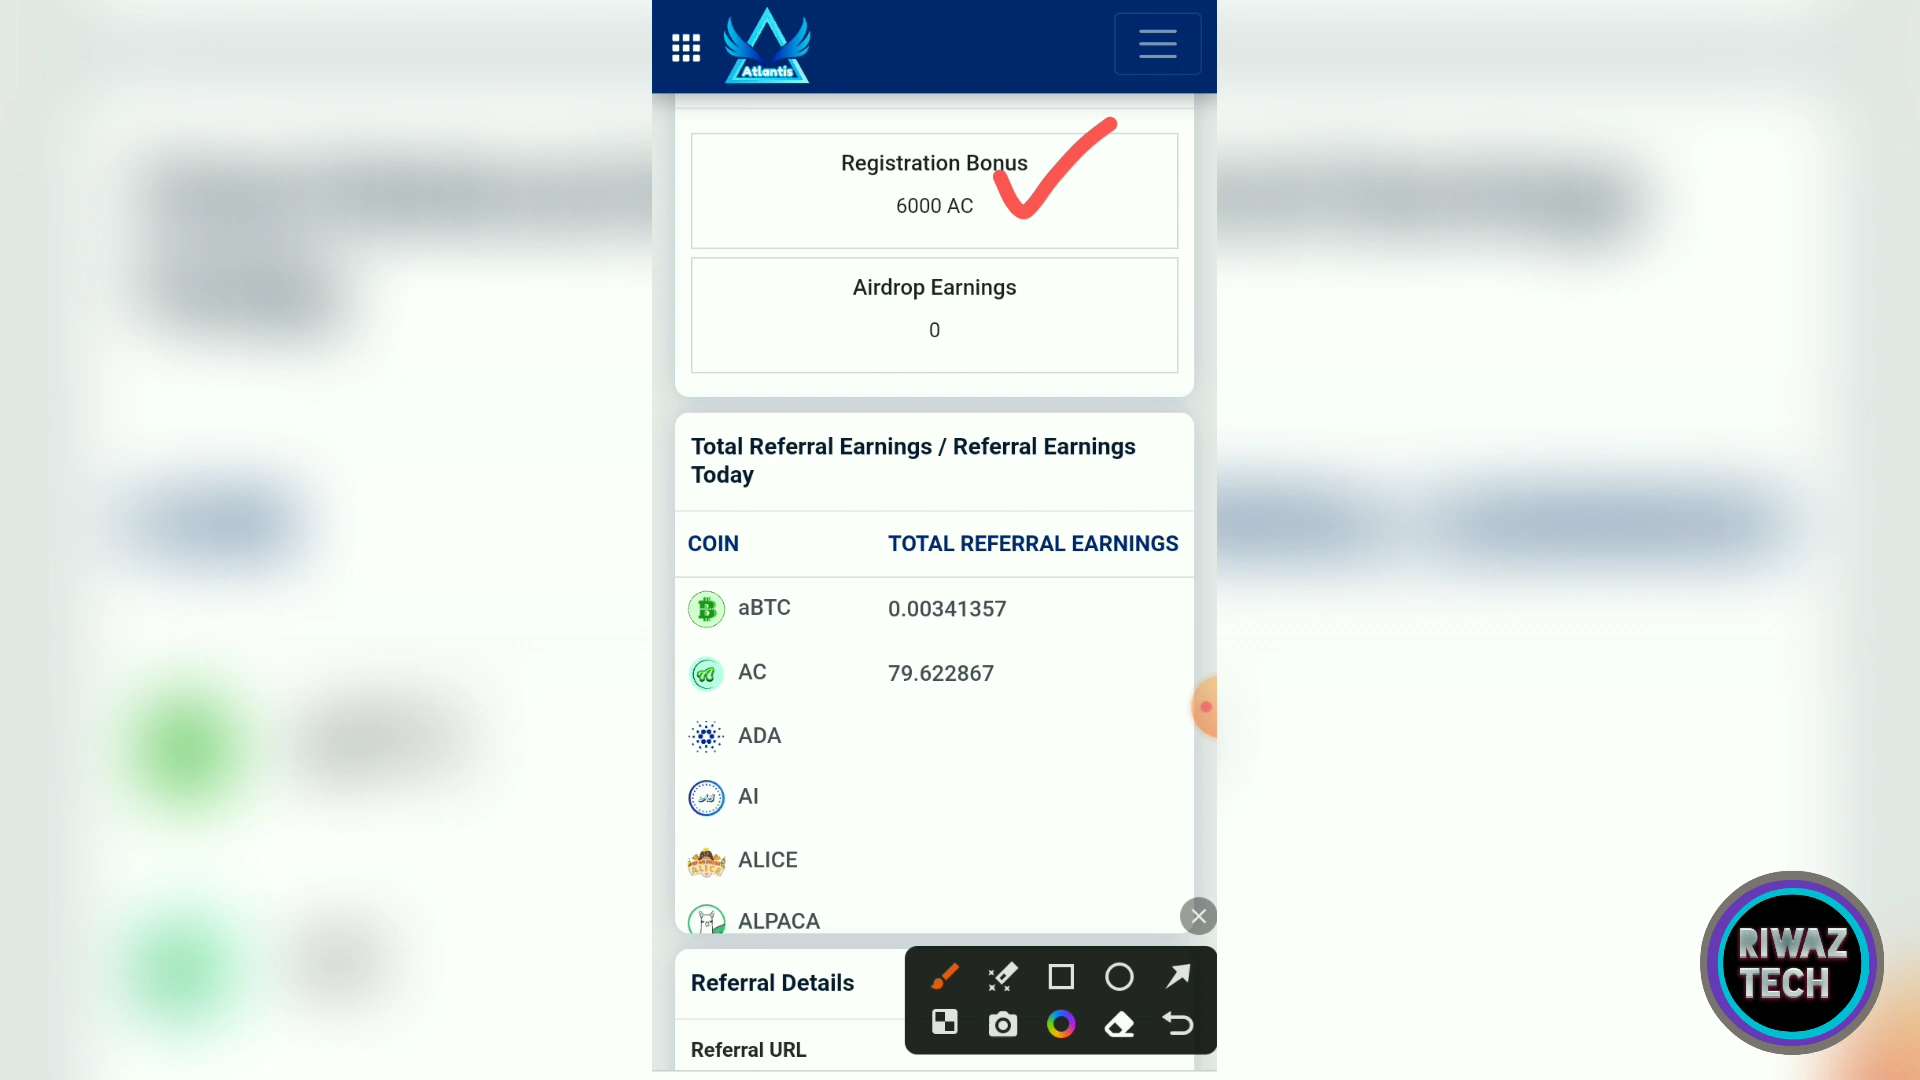 Atlantis
Registration Bonus
6000 AC
Airdrop Earnings
0
Total Referral Earnings / Referral Earnings
Today
COIN TOTAL REFERRAL EARNINGS
aBTC 0.00341357
AC 79.622867
ADA
AI
ALICE
ALPACA
Referral Details
Referral URL
RIWAZ
TECH